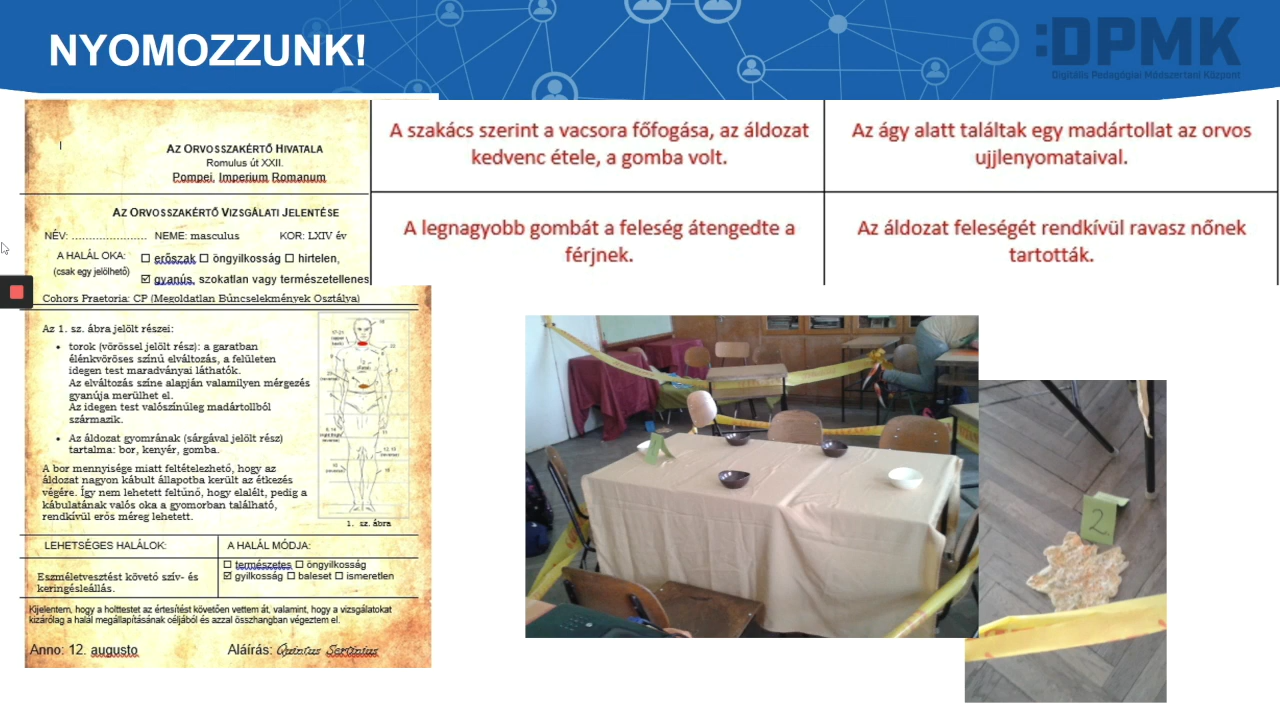 NYOMOZZUNK!
:DPMK
Digitális Pedagógiai Módszertani Központ
AZ ORVOSSZAKÉRTŐ HIVATALA
Romulus út XXII.
Pompei, Imperium Romanum
AZ ORVOSSZAKÉRTŐ VIZSGÁLATI JELENTÉSE
NÉV: ...................... NEME: masculus KOR: LXIV év
A HALÁL OKA:
(csak egy jelölhető)
☐ erőszak ☐ öngyilkosság ☐ hirtelen,
☑ gyanús, szokatlan vagy természetellenes
Cohors Praetoria: CP (Megoldatlan Bűncselekmények Osztálya)
Az 1. sz. ábra jelölt részei:
• torok (vörössel jelölt rész): a garatban
élénkvöröses színű elváltozás, a felületen
idegen test maradványai láthatók.
Az elváltozás színe alapján valamilyen mérgezés
gyanúja merülhet el.
Az idegen test valószínűleg madártollból
származik.
• Az áldozat gyomrának (sárgával jelölt rész)
tartalma: bor, kenyér, gomba.
A bor mennyisége miatt feltételezhető, hogy az
áldozat nagyon kábult állapotba került az étkezés
végére. Így nem lehetett feltűnő, hogy elalélt, pedig a
kábulatának valós oka a gyomorban található,
rendkívül erős méreg lehetett.
1. sz. ábra
LEHETSÉGES HALÁLOK:
Eszméletvesztést követő szív- és
keringésleállás.
A HALÁL MÓDJA:
☐ természetes ☐ öngyilkosság
☑ gyilkosság ☐ baleset ☐ ismeretlen
Kijelentem, hogy a holttestet az értesítést követően vettem át, valamint, hogy a vizsgálatokat
kizárólag a halál megállapításának céljából és azzal összhangban végeztem el.
Anno: 12. augusto Aláírás: Quintus Sertinius
A szakács szerint a vacsora főfogása, az áldozat
kedvenc étele, a gomba volt.
Az ágy alatt találtak egy madártollat az orvos
ujjlenyomataival.
A legnagyobb gombát a feleség átengedte a
férjnek.
Az áldozat feleségét rendkívül ravasz nőnek
tartották.
2